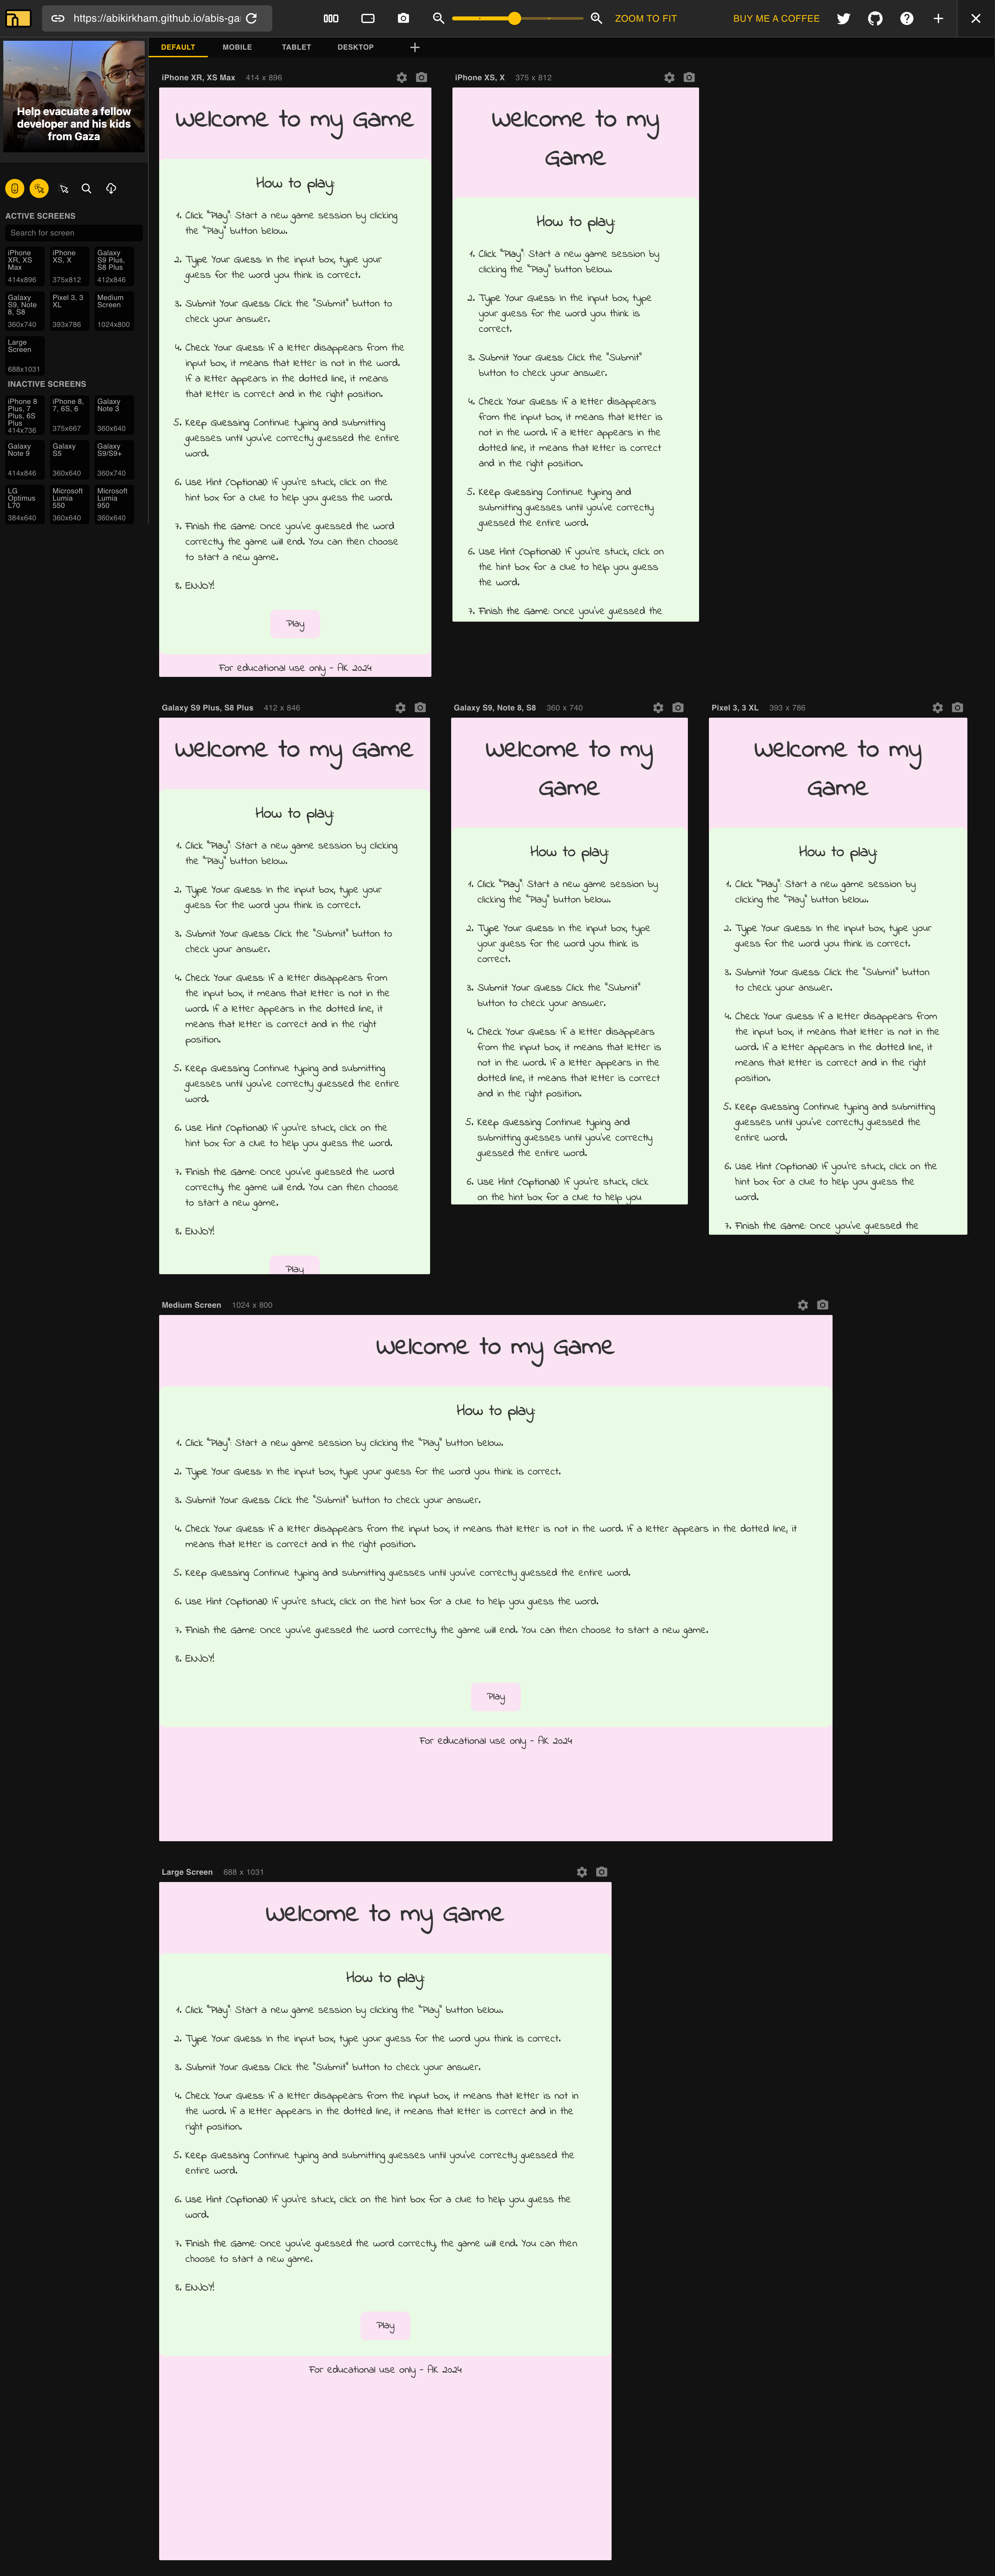 https://abikirkham.github.io/abis-ga
ZOOM TO FIT
BUY ME A COFFEE
DEFAULT
MOBILE
TABLET
DESKTOP
Help evacuate a fellow
developer and his kids
from Gaza
ACTIVE SCREENS
Search for screen
iPhone XR, XS Max
414x896
iPhone XS, X
375x812
Galaxy S9 Plus, S8 Plus
412x846
Galaxy S9, Note 8, S8
360x740
Pixel 3, 3 XL
393x786
Medium Screen
1024x800
Large Screen
688x1031
INACTIVE SCREENS
iPhone 8 Plus, 7 Plus, 6S Plus
414x736
iPhone 8, 7, 6S, 6
375x667
Galaxy Note 3
360x640
Galaxy Note 9
414x846
Galaxy S5
360x640
Galaxy S9/S9+
360x740
LG Optimus L70
384x640
Microsoft Lumia 550
360x640
Microsoft Lumia 950
360x640
iPhone XR, XS Max 414 x 896
Welcome to my Game
How to play:
1. Click "Play": Start a new game session by clicking
the "Play" button below.
2. Type Your Guess: In the input box, type your
guess for the word you think is correct.
3. Submit Your Guess: Click the "Submit" button to
check your answer.
4. Check Your Guess: If a letter disappears from the
input box, it means that letter is not in the word.
If a letter appears in the dotted line, it means
that letter is correct and in the right position.
5. Keep Guessing: Continue typing and submitting
guesses until you've correctly guessed the entire
word.
6. Use Hint (Optional): If you're stuck, click on the
hint box for a clue to help you guess the word.
7. Finish the Game: Once you've guessed the word
correctly, the game will end. You can then choose
to start a new game.
8. ENJOY!
Play
For educational use only - AK 2024
iPhone XS, X 375 x 812
Welcome to my
Game
How to play:
1. Click "Play": Start a new game session by
clicking the "Play" button below.
2. Type Your Guess: In the input box, type
your guess for the word you think is
correct.
3. Submit Your Guess: Click the "Submit"
button to check your answer.
4. Check Your Guess: If a letter disappears
from the input box, it means that letter is
not in the word. If a letter appears in the
dotted line, it means that letter is correct
and in the right position.
5. Keep Guessing: Continue typing and
submitting guesses until you've correctly
guessed the entire word.
6. Use Hint (Optional): If you're stuck, click on
the hint box for a clue to help you guess
the word.
7. Finish the Game: Once you've guessed the
Galaxy S9 Plus, S8 Plus 412 x 846
Welcome to my Game
How to play:
1. Click "Play": Start a new game session by clicking
the "Play" button below.
2. Type Your Guess: In the input box, type your
guess for the word you think is correct.
3. Submit Your Guess: Click the "Submit" button to
check your answer.
4. Check Your Guess: If a letter disappears from
the input box, it means that letter is not in the
word. If a letter appears in the dotted line, it
means that letter is correct and in the right
position.
5. Keep Guessing: Continue typing and submitting
guesses until you've correctly guessed the entire
word.
6. Use Hint (Optional): If you're stuck, click on the
hint box for a clue to help you guess the word.
7. Finish the Game: Once you've guessed the word
correctly, the game will end. You can then choose
to start a new game.
8. ENJOY!
Play
Galaxy S9, Note 8, S8 360 x 740
Welcome to my
Game
How to play:
1. Click "Play": Start a new game session by
clicking the "Play" button below.
2. Type Your Guess: In the input box, type
your guess for the word you think is
correct.
3. Submit Your Guess: Click the "Submit"
button to check your answer.
4. Check Your Guess: If a letter disappears
from the input box, it means that letter is
not in the word. If a letter appears in the
dotted line, it means that letter is correct
and in the right position.
5. Keep Guessing: Continue typing and
submitting guesses until you've correctly
guessed the entire word.
6. Use Hint (Optional): If you're stuck, click
on the hint box for a clue to help you
Pixel 3, 3 XL 393 x 786
Welcome to my
Game
How to play:
1. Click "Play": Start a new game session by
clicking the "Play" button below.
2. Type Your Guess: In the input box, type your
guess for the word you think is correct.
3. Submit Your Guess: Click the "Submit" button
to check your answer.
4. Check Your Guess: If a letter disappears from
the input box, it means that letter is not in the
word. If a letter appears in the dotted line, it
means that letter is correct and in the right
position.
5. Keep Guessing: Continue typing and submitting
guesses until you've correctly guessed the
entire word.
6. Use Hint (Optional): If you're stuck, click on the
hint box for a clue to help you guess the
word.
7. Finish the Game: Once you've guessed the
Medium Screen 1024 x 800
Welcome to my Game
How to play:
1. Click "Play": Start a new game session by clicking the "Play" button below.
2. Type Your Guess: In the input box, type your guess for the word you think is correct.
3. Submit Your Guess: Click the "Submit" button to check your answer.
4. Check Your Guess: If a letter disappears from the input box, it means that letter is not in the word. If a letter appears in the dotted line, it
means that letter is correct and in the right position.
5. Keep Guessing: Continue typing and submitting guesses until you've correctly guessed the entire word.
6. Use Hint (Optional): If you're stuck, click on the hint box for a clue to help you guess the word.
7. Finish the Game: Once you've guessed the word correctly, the game will end. You can then choose to start a new game.
8. ENJOY!
Play
For educational use only - AK 2024
Large Screen 688 x 1031
Welcome to my Game
How to play:
1. Click "Play": Start a new game session by clicking the "Play" button below.
2. Type Your Guess: In the input box, type your guess for the word you think is correct.
3. Submit Your Guess: Click the "Submit" button to check your answer.
4. Check Your Guess: If a letter disappears from the input box, it means that letter is not in
the word. If a letter appears in the dotted line, it means that letter is correct and in the
right position.
5. Keep Guessing: Continue typing and submitting guesses until you've correctly guessed the
entire word.
6. Use Hint (Optional): If you're stuck, click on the hint box for a clue to help you guess the
word.
7. Finish the Game: Once you've guessed the word correctly, the game will end. You can then
choose to start a new game.
8. ENJOY!
Play
For educational use only - AK 2024